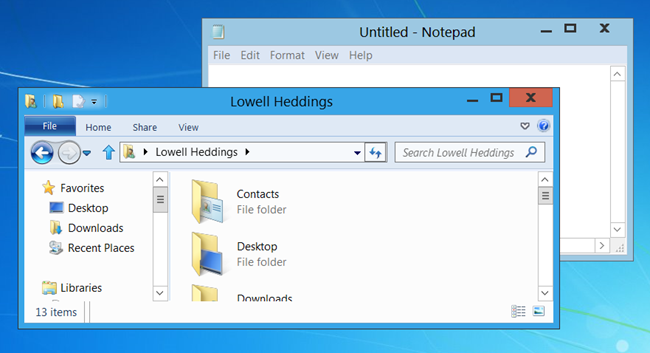 Untitled - Notepad
File Edit Format View Help
Lowell Heddings
File Home Share View
Lowell Heddings
Search Lowell Heddings
Favorites
Desktop
Downloads
Recent Places
Libraries
Contacts
File folder
Desktop
File folder
Downloads
13 items